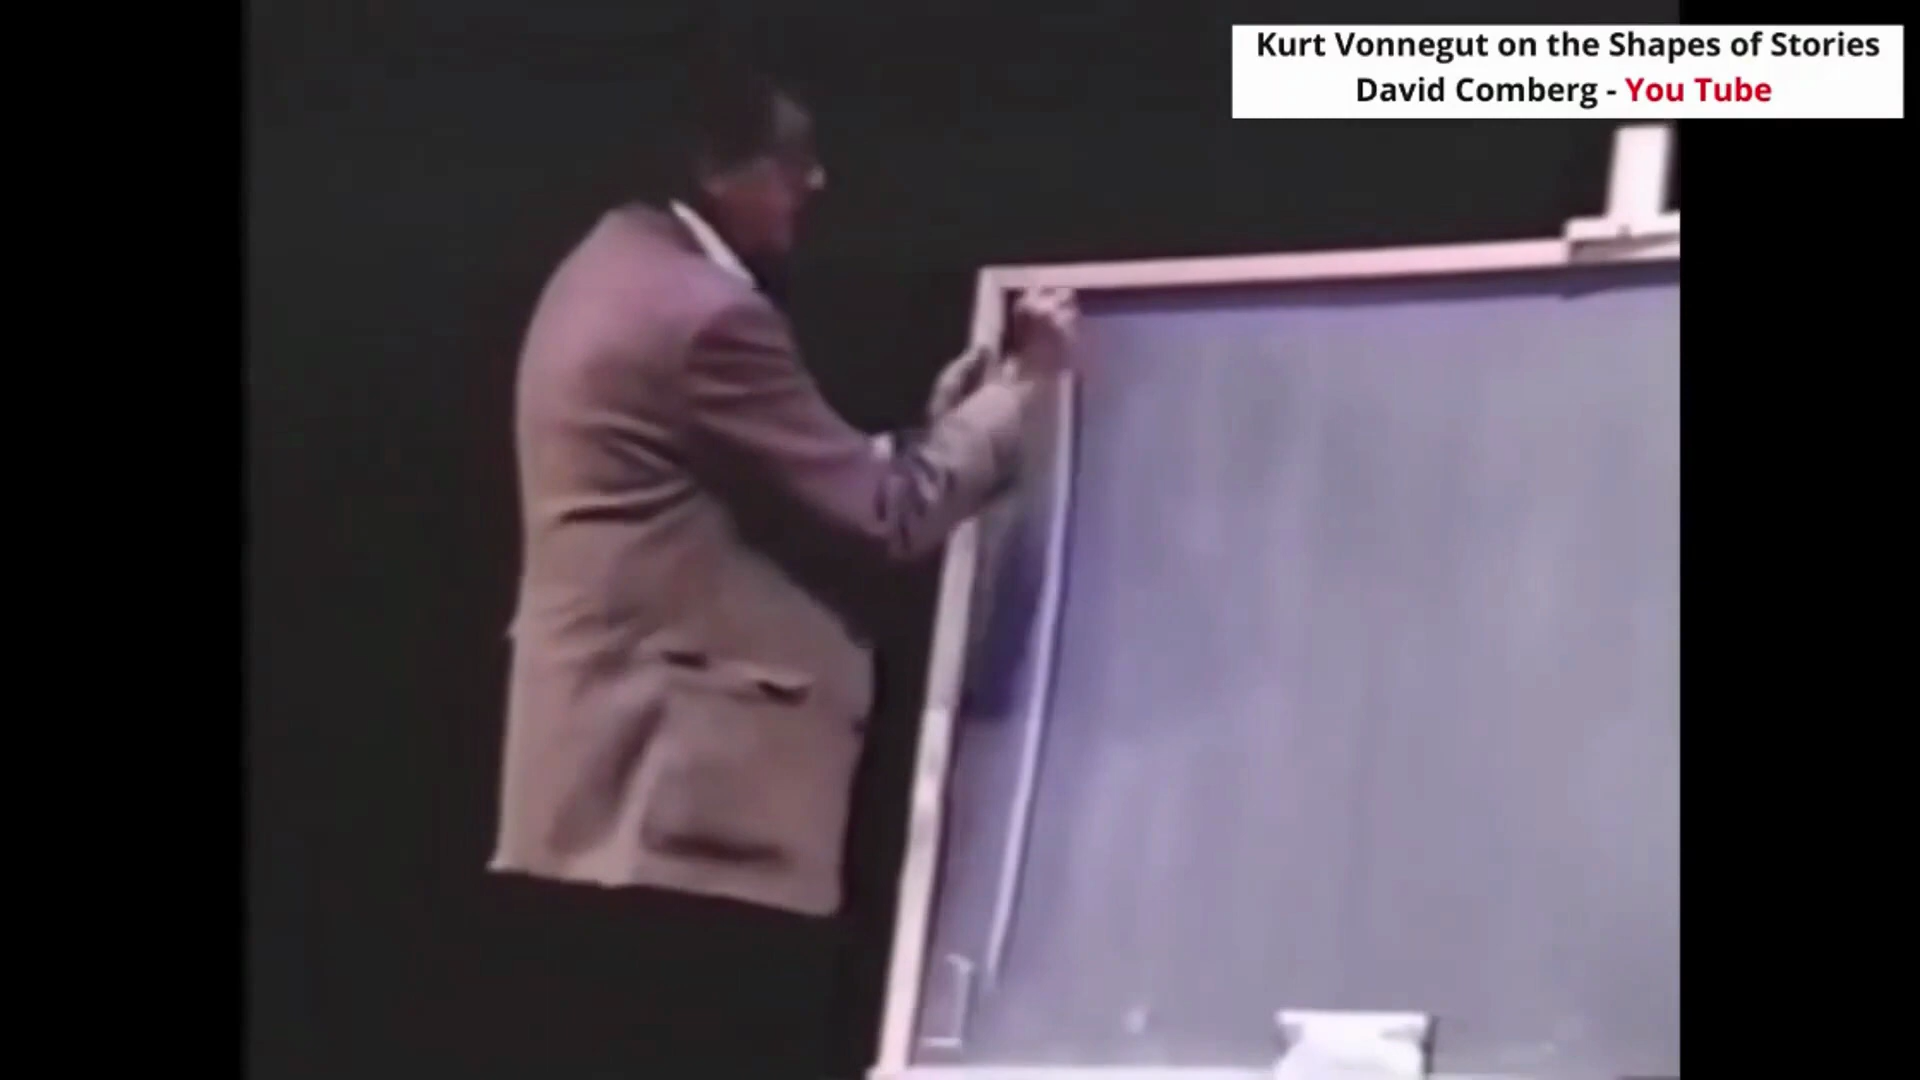 Kurt Vonnegut on the Shapes of Stories
David Comberg - You Tube
I